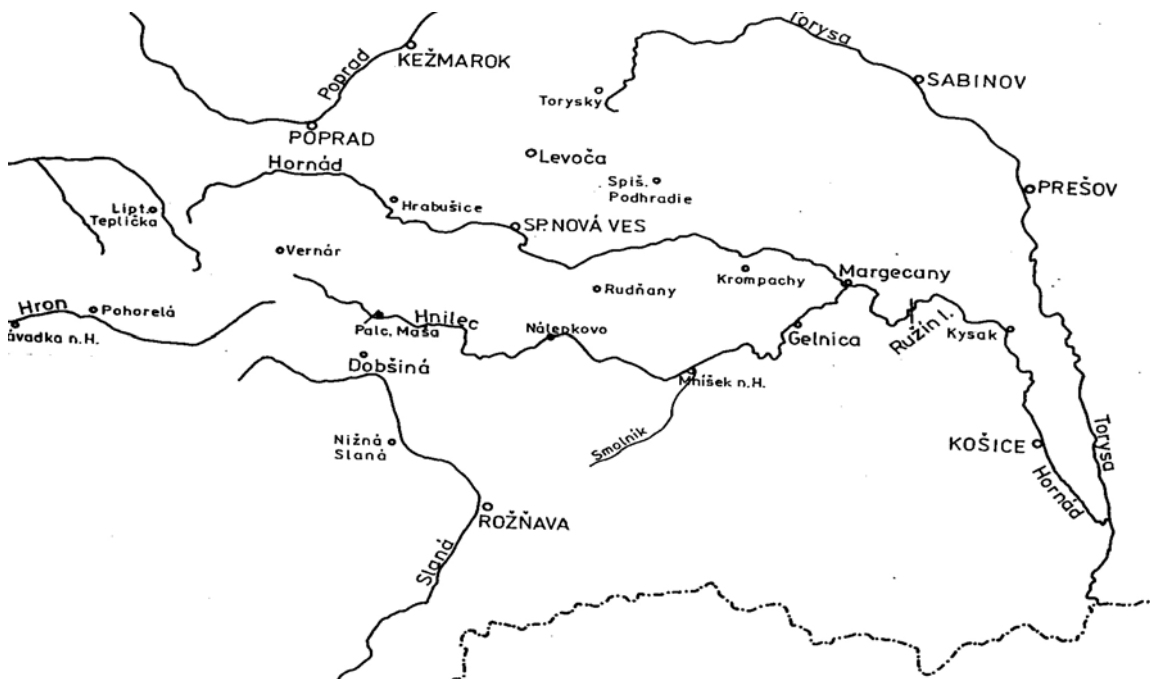 Torysa
KEŽMAROK
Poprad
SABINOV
Torysky
POPRAD
Hornád
Levoča
Spiš.
Podhradie
PREŠOV
Lipt.
Teplička
Hrabušice
SP. NOVÁ VES
Vernár
Krompachy
Margecany
Rudňany
Hron
Pohorelá
ávadka n.H.
Palc. Maša
Hnilec
Nálepkovo
Gelnica
Ružín I.
Kysak
Dobšiná
Mníšek n.H.
Nižná
Slaná
Smolník
KOŠICE
Torysa
Hornád
ROŽŇAVA
Slaná